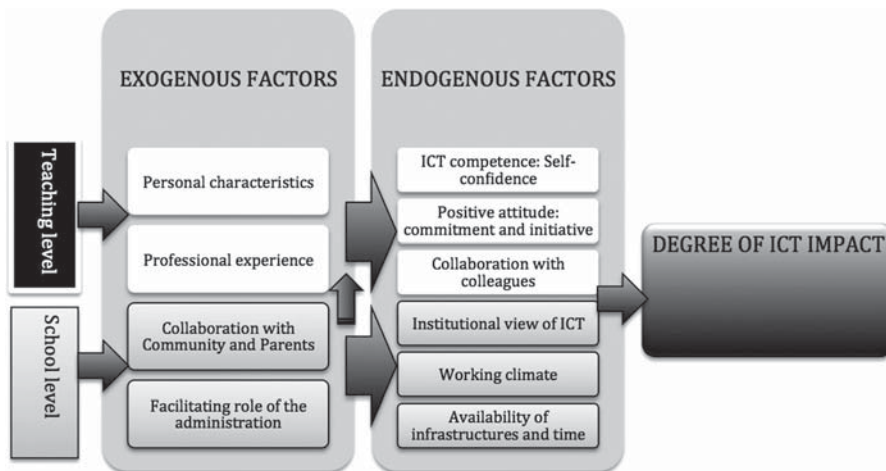 EXOGENOUS FACTORS
ENDOGENOUS FACTORS
Teaching level
Personal characteristics
Professional experience
ICT competence: Self-
confidence
Positive attitude:
commitment and initiative
Collaboration with
colleagues
DEGREE OF ICT IMPACT
School level
Collaboration with
Community and Parents
Facilitating role of the
administration
Institutional view of ICT
Working climate
Availability of
infrastructures and time